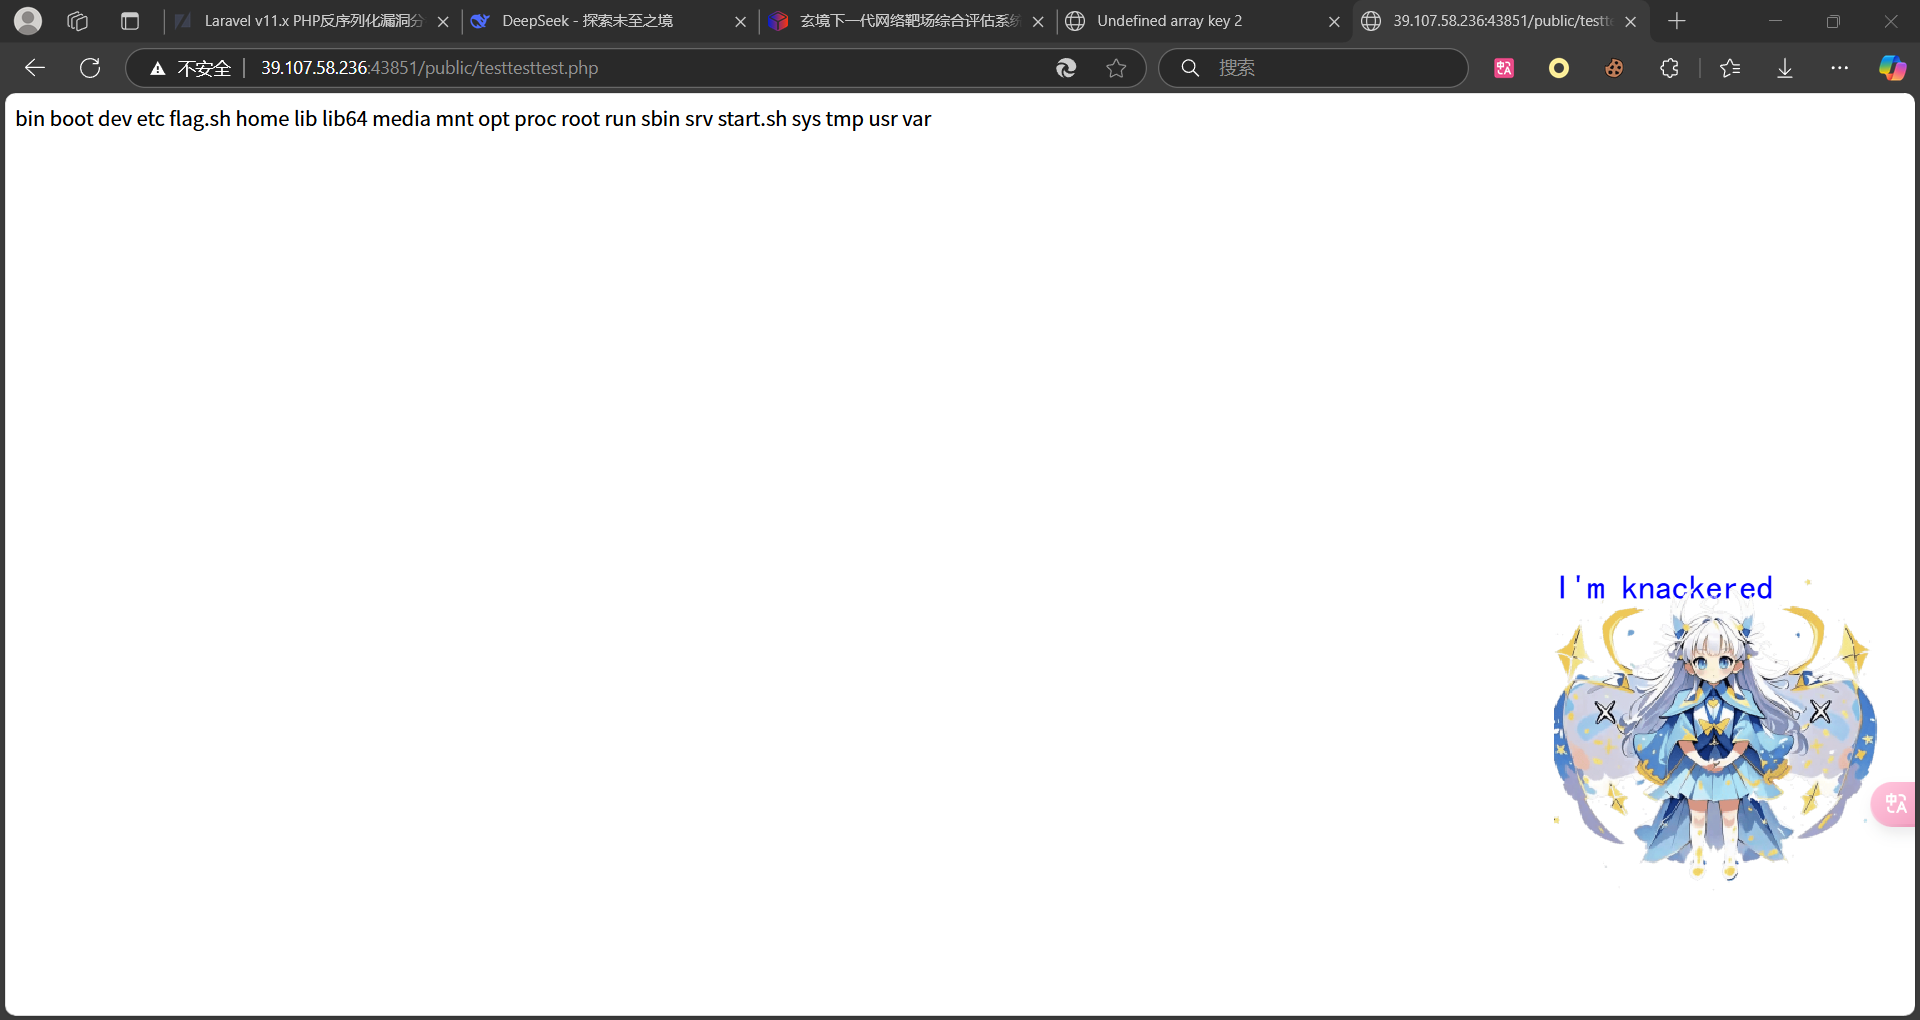 Laravel v11.x PHP反序列化漏洞分
DeepSeek - 探索未至之境
玄境下一代网络靶场综合评估系统
Undefined array key 2
39.107.58.236:43851/public/testte
不安全
39.107.58.236:43851/public/testtesttest.php
搜索
bin boot dev etc flag.sh home lib lib64 media mnt opt proc root run sbin srv start.sh sys tmp usr var
I'm knackered